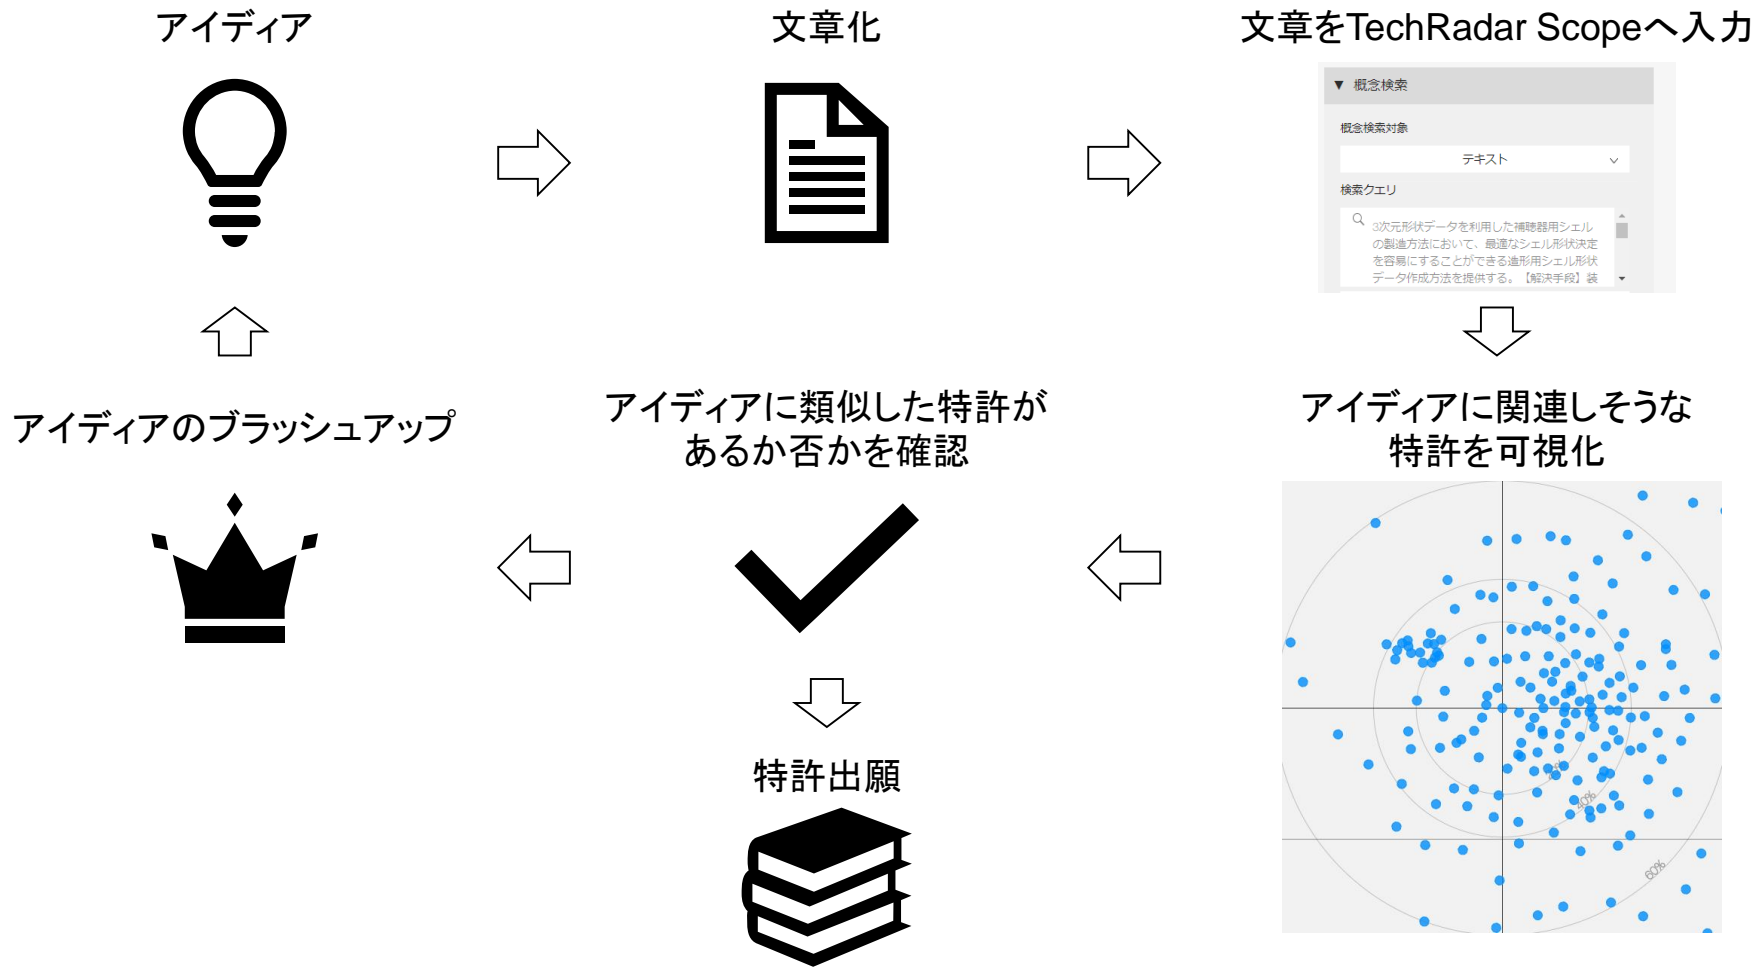 アイディア
文章化
文章をTechRadar Scopeへ入力
▼ 概念検索
概念検索対象
テキスト
検索クエリ
3次元形状データを利用した補聴器用シェル
の製造方法において、最適なシェル形状決定
を容易にすることができる造形用シェル形状
データ作成方法を提供する。【解決手段】装
アイディアのブラッシュアップ
アイディアに類似した特許が
あるか否かを確認
アイディアに関連しそうな
特許を可視化
40%
60%
特許出願